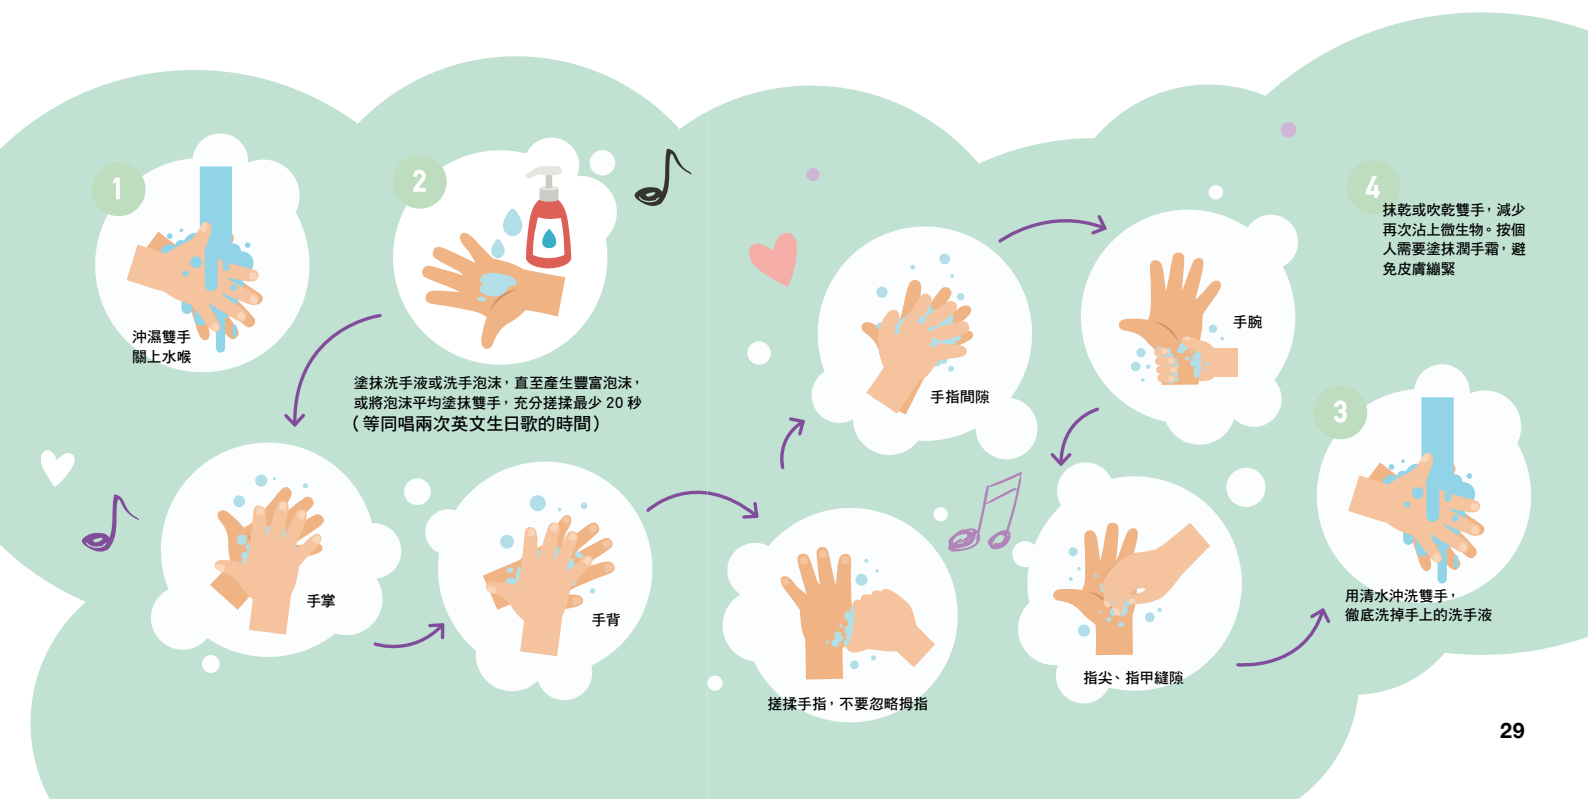 1
沖濕雙手
關上水喉
2
塗抹洗手液或洗手泡沫，直至產生豐富泡沫，
或將泡沫平均塗抹雙手，充分搓揉最少 20 秒
（等同唱兩次英文生日歌的時間）
手掌
手背
搓揉手指，不要忽略拇指
手指間隙
手腕
指尖、指甲縫隙
3
用清水沖洗雙手，
徹底洗掉手上的洗手液
4
抹乾或吹乾雙手，減少
再次沾上微生物。按個
人需要塗抹潤手霜，避
免皮膚繃緊
29